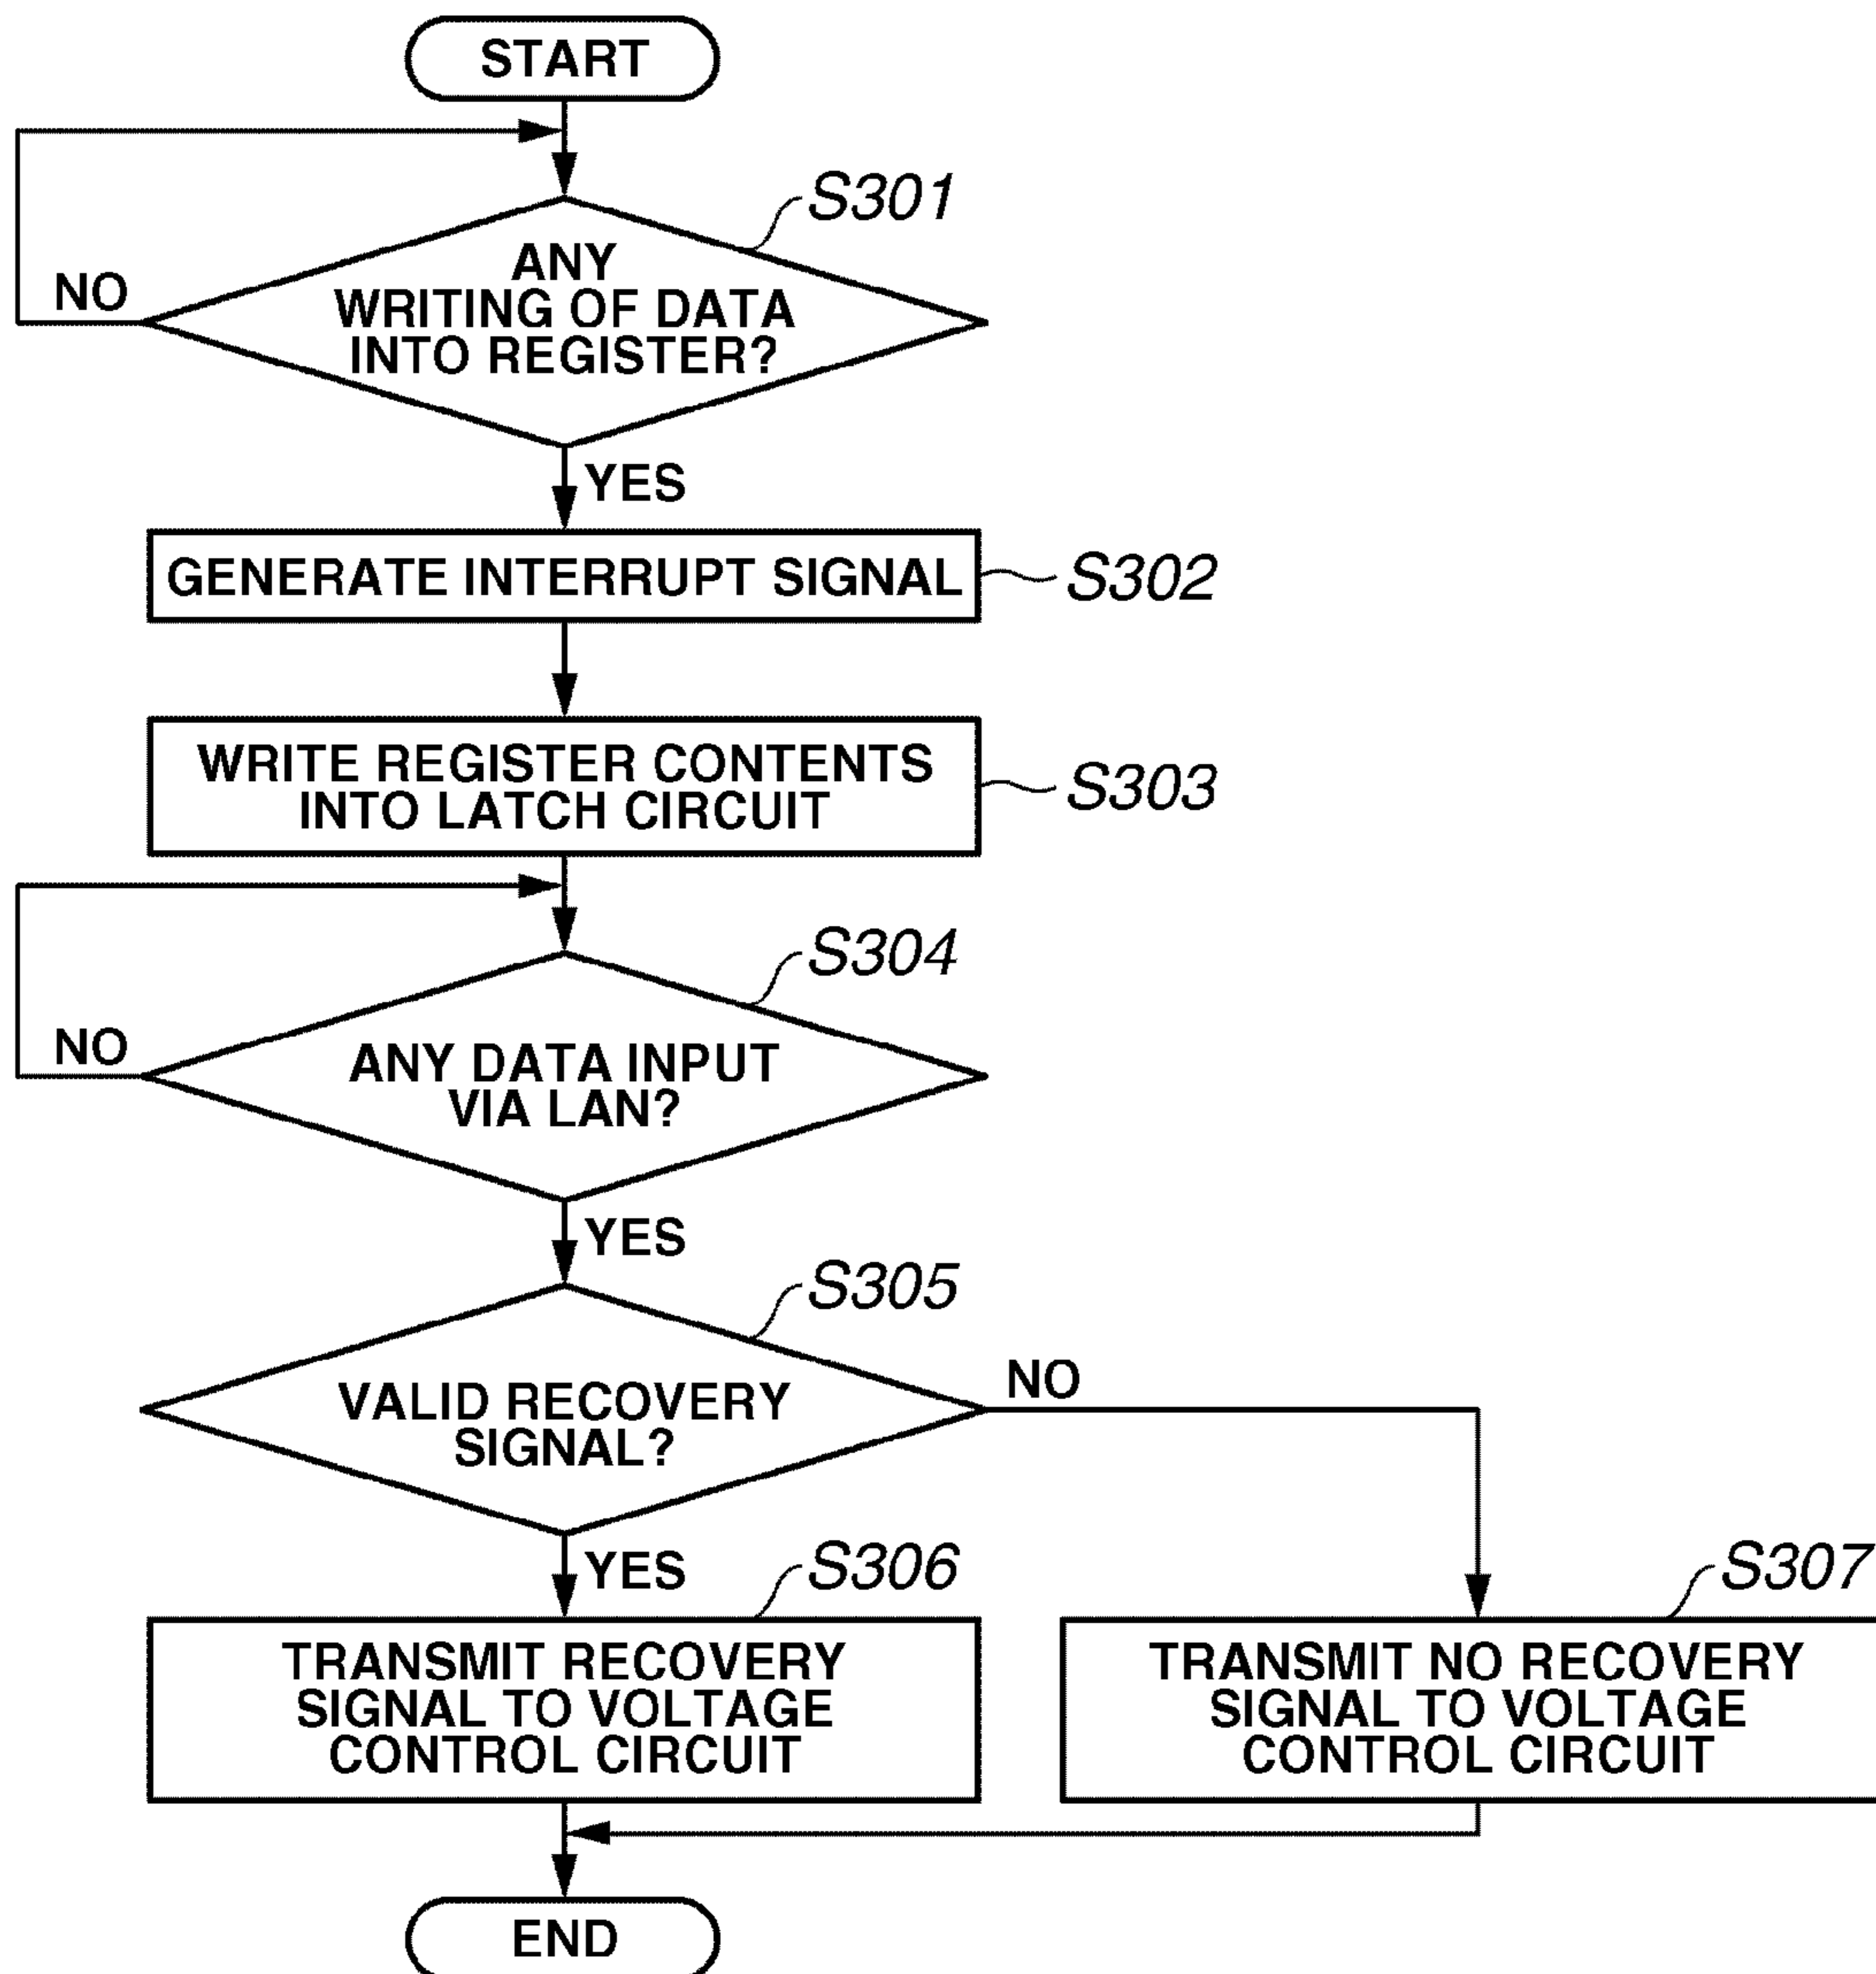 START
S301
ANY
WRITING OF DATA
INTO REGISTER?
NO
YES
GENERATE INTERRUPT SIGNAL
S302
WRITE REGISTER CONTENTS
INTO LATCH CIRCUIT
S303
S304
ANY DATA INPUT
VIA LAN?
NO
YES
S305
VALID RECOVERY
SIGNAL?
NO
YES
S306
TRANSMIT RECOVERY
SIGNAL TO VOLTAGE
CONTROL CIRCUIT
S307
TRANSMIT NO RECOVERY
SIGNAL TO VOLTAGE
CONTROL CIRCUIT
END